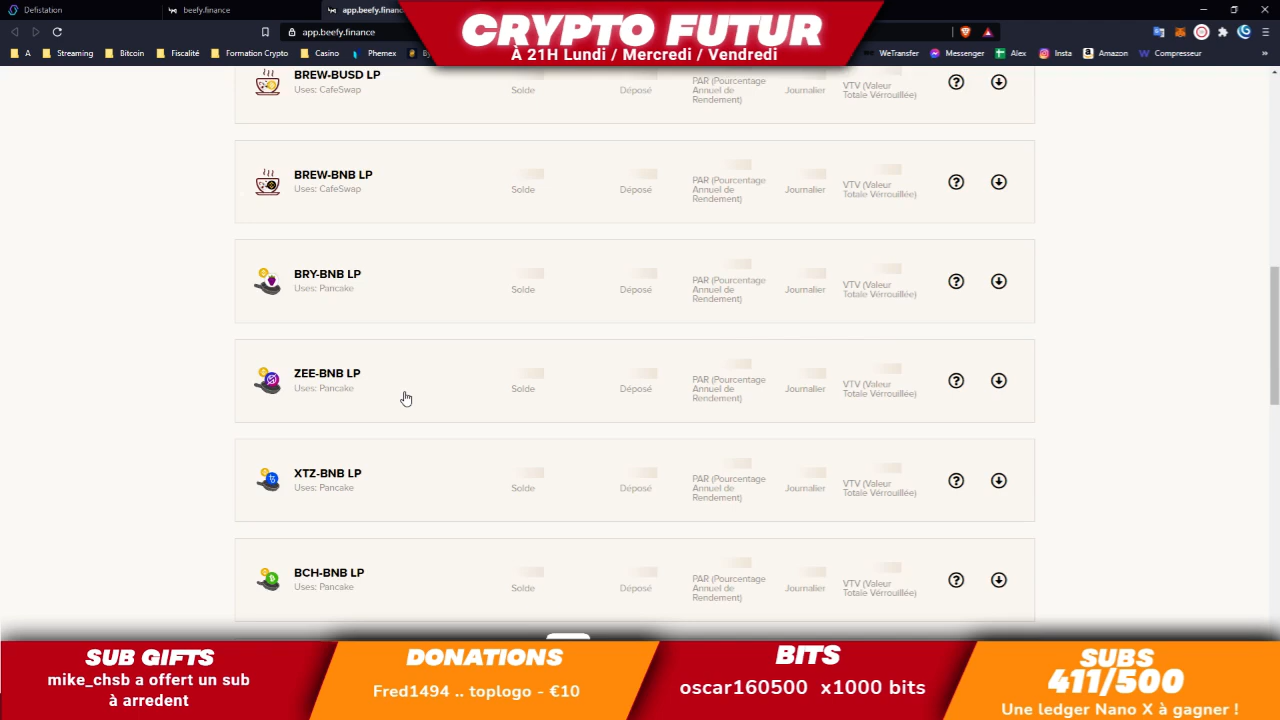 Defistation
beefy.finance
app.beefy.financ
CRYPTO FUTUR
À 21H Lundi / Mercredi / Vendredi
app.beefy.finance
A
Streaming
Bitcoin
Fiscalité
Formation Crypto
Casino
Phemex
WeTransfer
Messenger
Alex
Insta
Amazon
Compresseur
BREW-BUSD LP
Uses: CafeSwap
Solde
Déposé
PAR (Pourcentage
Annuel de
Rendement)
Journalier
VTV (Valeur
Totale Vérrouillée)
BREW-BNB LP
Uses: CafeSwap
Solde
Déposé
PAR (Pourcentage
Annuel de
Rendement)
Journalier
VTV (Valeur
Totale Vérrouillée)
BRY-BNB LP
Uses: Pancake
Solde
Déposé
PAR (Pourcentage
Annuel de
Rendement)
Journalier
VTV (Valeur
Totale Vérrouillée)
ZEE-BNB LP
Uses: Pancake
Solde
Déposé
PAR (Pourcentage
Annuel de
Rendement)
Journalier
VTV (Valeur
Totale Vérrouillée)
XTZ-BNB LP
Uses: Pancake
Solde
Déposé
PAR (Pourcentage
Annuel de
Rendement)
Journalier
VTV (Valeur
Totale Vérrouillée)
BCH-BNB LP
Uses: Pancake
Solde
Déposé
PAR (Pourcentage
Annuel de
Rendement)
Journalier
VTV (Valeur
Totale Vérrouillée)
SUB GIFTS
mike_chsb a offert un sub
à arredent
DONATIONS
Fred1494 .. toplogo - €10
BITS
oscar160500 x1000 bits
SUBS
411/500
Une ledger Nano X à gagner !